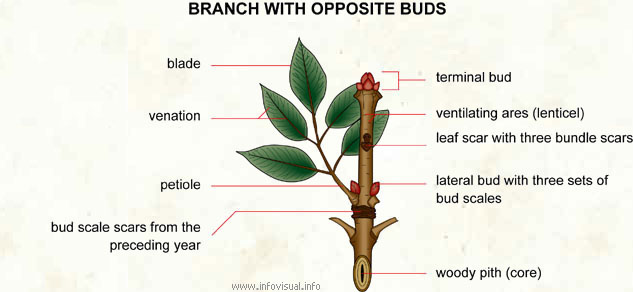 BRANCH WITH OPPOSITE BUDS
blade
venation
petiole
bud scale scars from the
preceding year
terminal bud
ventilating ares (lenticel)
leaf scar with three bundle scars
lateral bud with three sets of
bud scales
woody pith (core)
www.infovisual.info